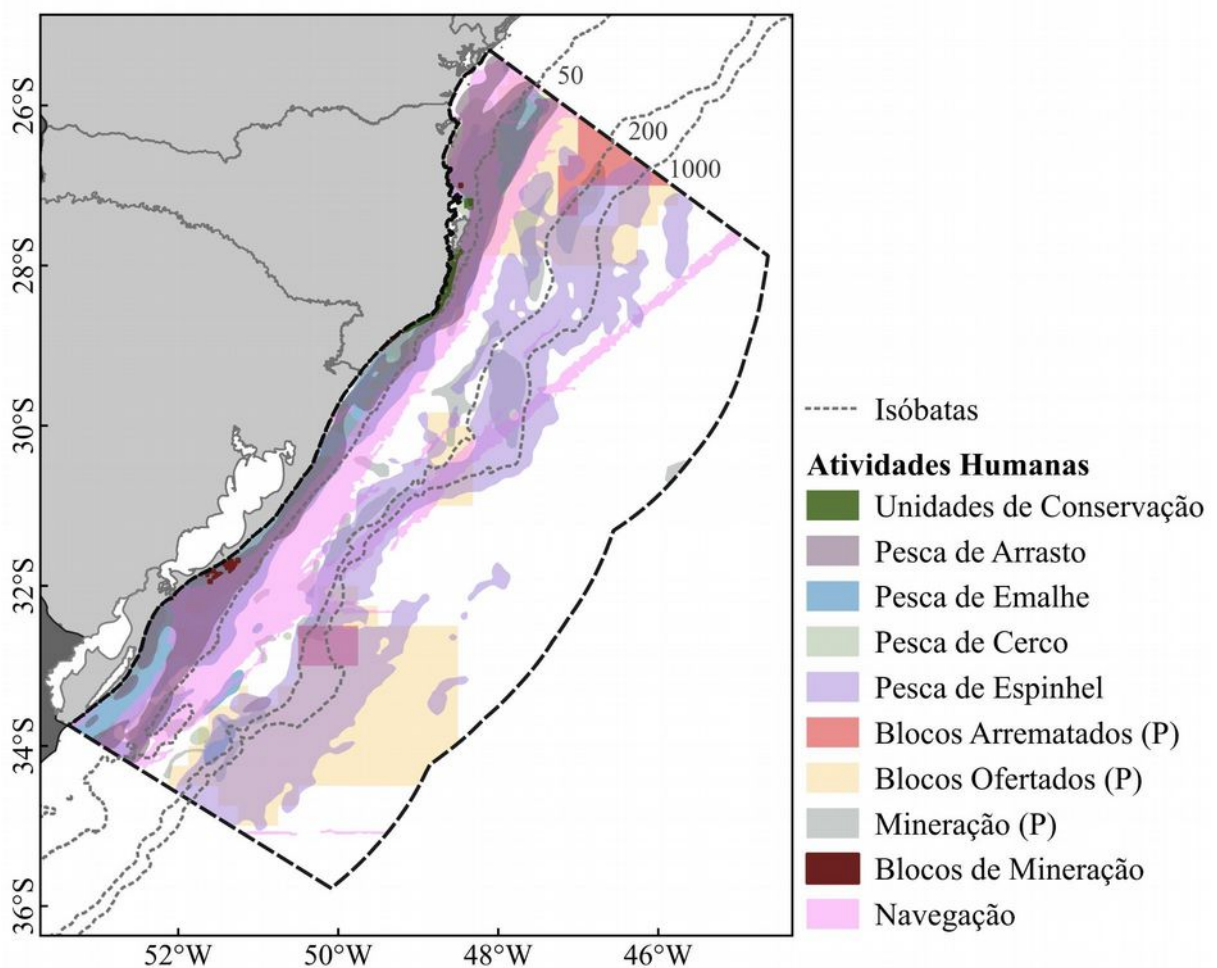 50
200
1000
26°S
28°S
30°S
32°S
34°S
36°S
52°W
50°W
48°W
46°W
Isóbatas
Atividades Humanas
Unidades de Conservação
Pesca de Arrasto
Pesca de Emalhe
Pesca de Cerco
Pesca de Espinhel
Blocos Arrematados (P)
Blocos Ofertados (P)
Mineração (P)
Blocos de Mineração
Navegação